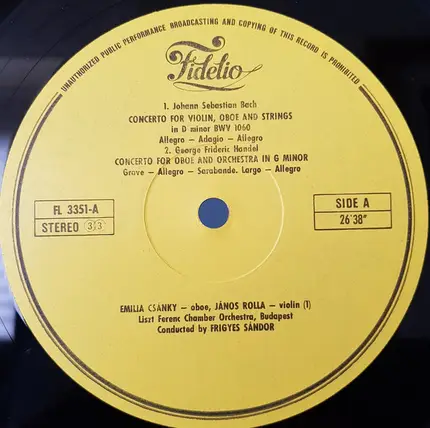 UNAUTHORIZED PUBLIC PERFORMANCE BROADCASTING AND COPYING OF THIS RECORD IS PROHIBITED
Fidelio
1. Johann Sebastian Bach
CONCERTO FOR VIOLIN, OBOE AND STRINGS
in D minor BWV 1060
Allegro — Adagio — Allegro
2. George Frideric Handel
CONCERTO FOR OBOE AND ORCHESTRA IN G MINOR
Grave — Allegro — Sarabande. Largo — Allegro
FL 3351-A
STEREO 33
SIDE A
26'38"
EMILIA CSÁNKY — oboe, JÁNOS ROLLA — violin (1)
Liszt Ferenc Chamber Orchestra, Budapest
Conducted by FRIGYES SÁNDOR